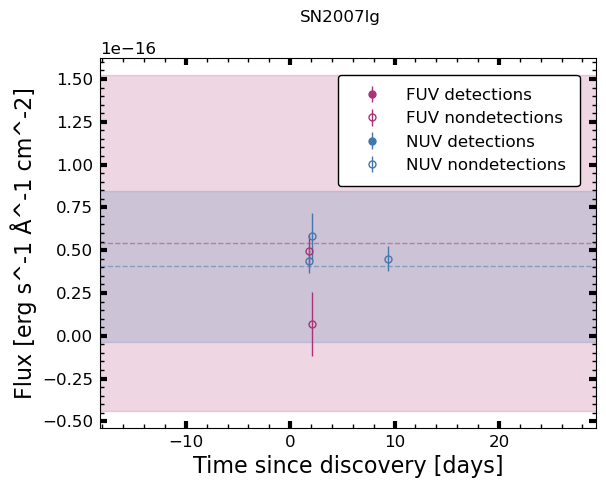 SN2007lg
1e−16
FUV detections
FUV nondetections
NUV detections
NUV nondetections
1.50
1.25
1.00
0.75
0.50
0.25
0.00
−0.25
−0.50
Flux [erg s^-1 Å^-1 cm^-2]
−10
0
10
20
Time since discovery [days]